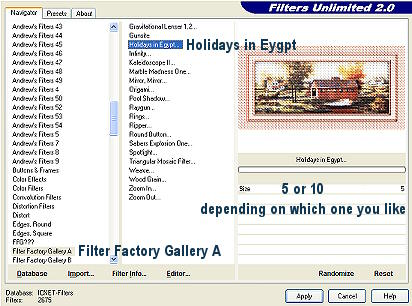 Navigator Presets About
Filters Unlimited 2.0
Andrew's Filters 43
Andrew's Filters 44
Andrew's Filters 45
Andrew's Filters 46
Andrew's Filters 47
Andrew's Filters 48
Andrew's Filters 49
Andrew's Filters 4
Andrew's Filters 50
Andrew's Filters 52
Andrew's Filters 53
Andrew's Filters 54
Andrew's Filters 5
Andrew's Filters 6
Andrew's Filters 7
Andrew's Filters 8
Andrew's Filters 9
Buttons & Frames
Color Effects
Color Filters
Convolution Filters
Distortion Filters
Distort
Edges, Round
Edges, Square
FFG???
Filter Factory Gallery A
Filter Factory Gallery B
Gravitational Lenser 1.2...
Gunsite
Holidays in Egypt...
Infinity...
Kaleidoscope II...
Marble Madness One...
Mirror, Mirror...
Origami...
Pool Shadow...
Raygun...
Rings...
Ripper...
Round Button...
Sabers Explosion One...
Spotlight...
Triangular Mosaic Filter...
Weave...
Wood Grain...
Zoom In...
Zoom Out...
Holidays in Eygpt
Filter Factory Gallery A
Holidays in Egypt...
Size 5
5 or 10
depending on which one you like
Database Import... Filter Info... Editor... Randomize Reset
Database: ICNET-Filters
Filters: 2675
Apply Cancel Help